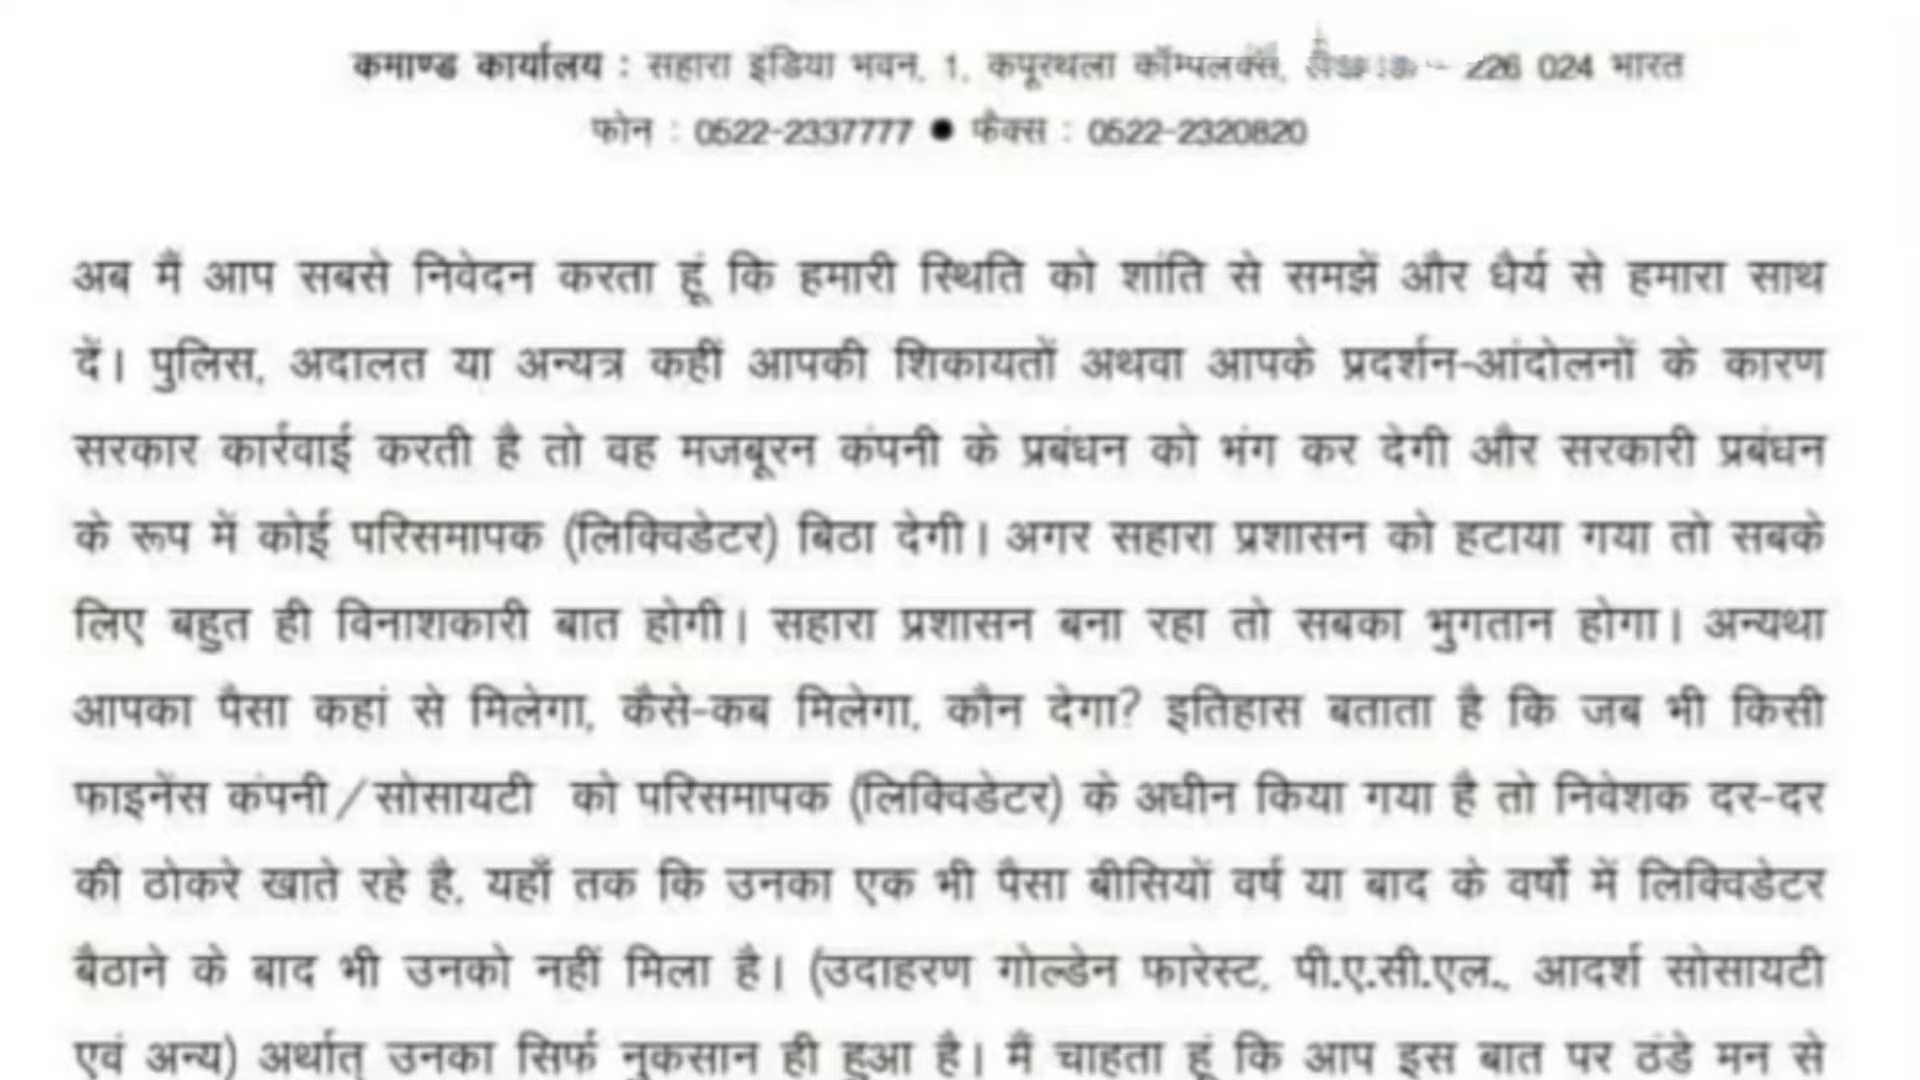 कमाण्ड कार्यालय : सहारा इंडिया भवन, 1, कपूरथला कॉम्पलक्स, - 226 024 भारत
फोन : 0522-2337777 ● फैक्स : 0522-2320820
अब मैं आप सबसे निवेदन करता हूं कि हमारी स्थिति को शांति से समझें और धैर्य से हमारा साथ
दें। पुलिस, अदालत या अन्यत्र कहीं आपकी शिकायतों अथवा आपके प्रदर्शन-आंदोलनों के कारण
सरकार कार्रवाई करती है तो वह मजबूरन कंपनी के प्रबंधन को भंग कर देगी और सरकारी प्रबंधन
के रूप में कोई परिसमापक (लिक्विडेटर) बिठा देगी। अगर सहारा प्रशासन को हटाया गया तो सबके
लिए बहुत ही विनाशकारी बात होगी। सहारा प्रशासन बना रहा तो सबका भुगतान होगा। अन्यथा
आपका पैसा कहां से मिलेगा, कैसे-कब मिलेगा, कौन देगा? इतिहास बताता है कि जब भी किसी
फाइनेंस कंपनी/सोसायटी को परिसमापक (लिक्विडेटर) के अधीन किया गया है तो निवेशक दर-दर
की ठोकरे खाते रहे है, यहाँ तक कि उनका एक भी पैसा बीसियों वर्ष या बाद के वर्षों में लिक्विडेटर
बैठाने के बाद भी उनको नहीं मिला है। (उदाहरण गोल्डेन फारेस्ट, पी.ए.सी.एल., आदर्श सोसायटी
एवं अन्य) अर्थात् उनका सिर्फ नुकसान ही हुआ है। मैं चाहता हूं कि आप इस बात पर ठंडे मन से